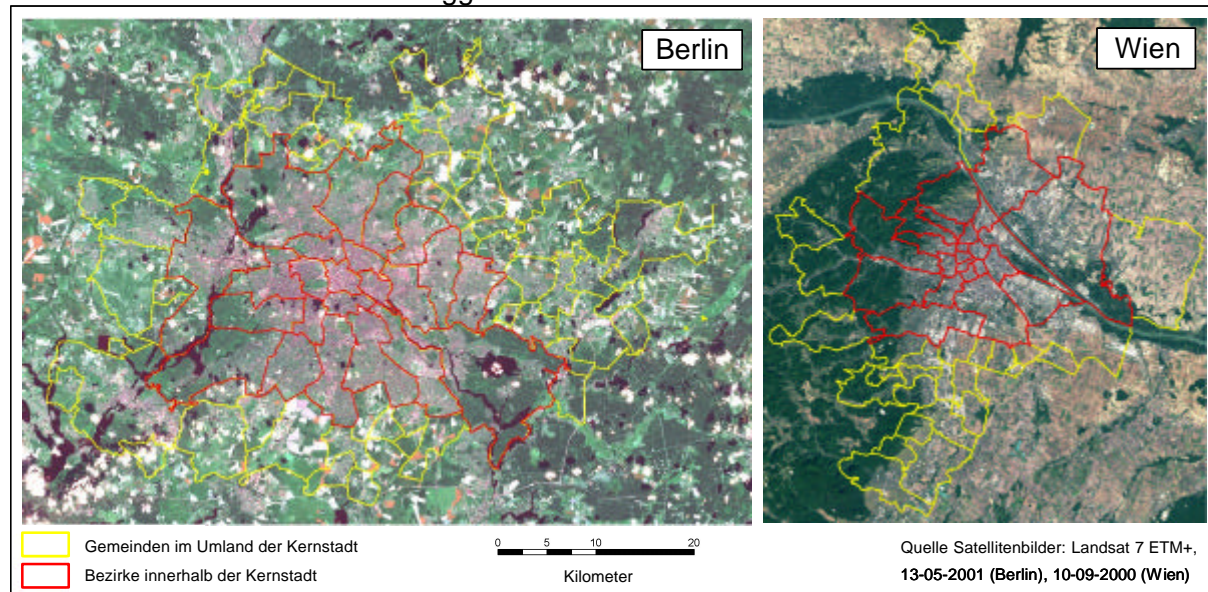 Berlin
Wien
Gemeinden im Umland der Kernstadt
Bezirke innerhalb der Kernstadt
0 5 10 20
Kilometer
Quelle Satellitenbilder: Landsat 7 ETM+,
13-05-2001 (Berlin), 10-09-2000 (Wien)